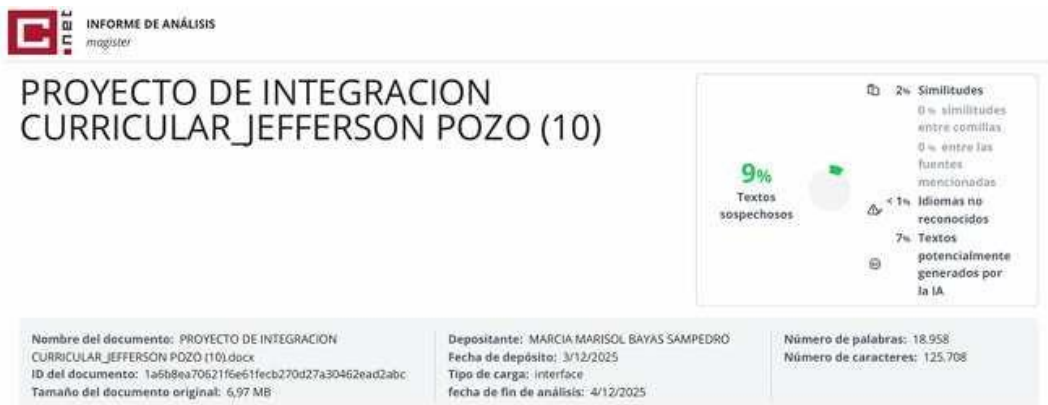 .net
INFORME DE ANÁLISIS
magister
PROYECTO DE INTEGRACION
CURRICULAR_JEFFERSON POZO (10)
9%
Textos
sospechosos
2% Similitudes
0% similitudes
entre comillas
0% entre las
fuentes
mencionadas
< 1% Idiomas no
reconocidos
7% Textos
potencialmente
generados por
la IA
Nombre del documento: PROYECTO DE INTEGRACION
CURRICULAR_JEFFERSON POZO (10).docx
ID del documento: 1a6b8ea70621f6e61fecb270d27a30462ead2abc
Tamaño del documento original: 6,97 MB
Depositante: MARCIA MARISOL BAYAS SAMPEDRO
Fecha de depósito: 3/12/2025
Tipo de carga: interface
fecha de fin de análisis: 4/12/2025
Número de palabras: 18.958
Número de caracteres: 125.708